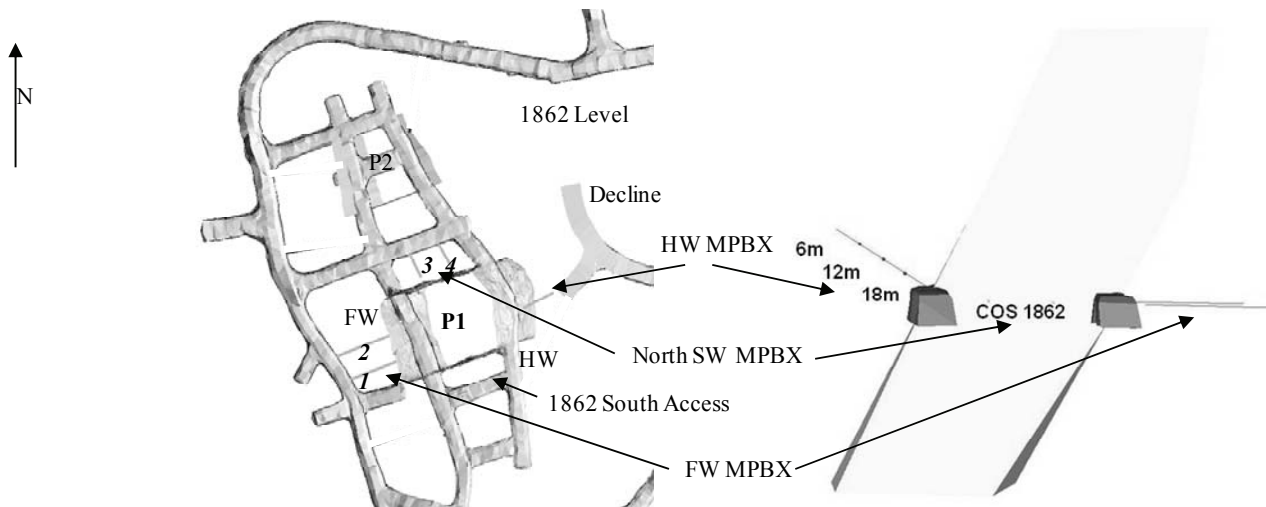 N
1862 Level
P2
Decline
HW MPBX
6m
12m
18m
3 4
COS 1862
FW
P1
North SW MPBX
2
HW
1
1862 South Access
FW MPBX